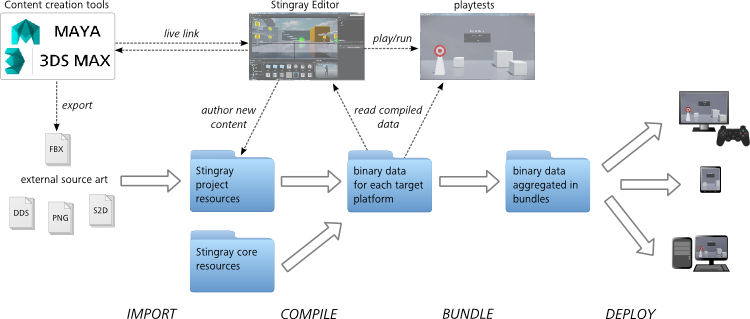 Content creation tools
MAYA
3DS MAX
live link
Stingray Editor
play/run
playtests
export
author new
content
read compiled
data
FBX
external source art
DDS
PNG
S2D
Stingray
project
resources
binary data
for each target
platform
binary data
aggregated in
bundles
Stingray core
resources
IMPORT
COMPILE
BUNDLE
DEPLOY